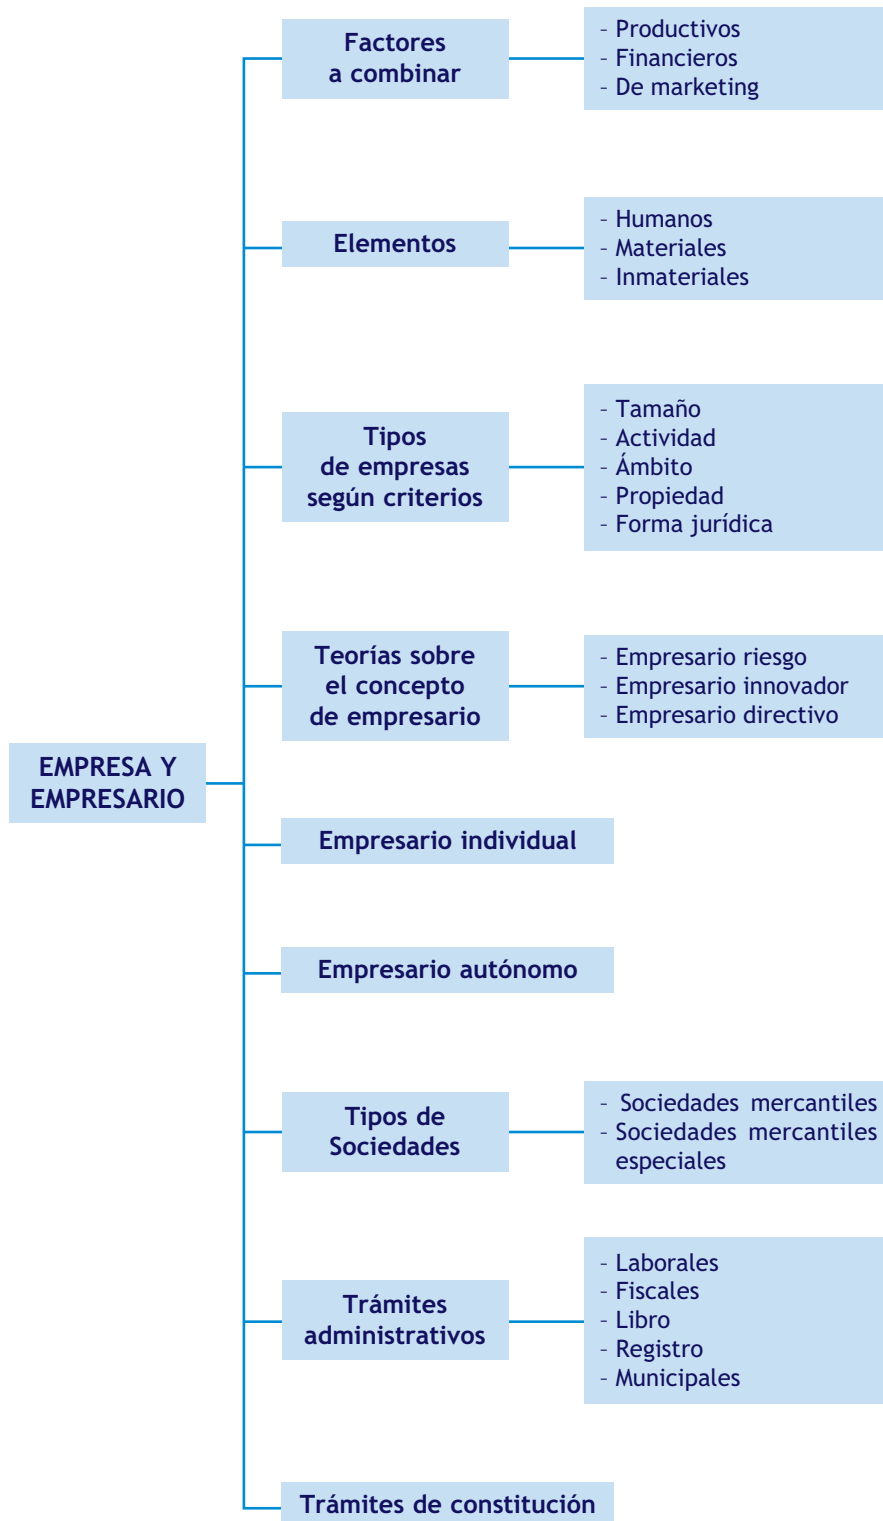 Factores
a combinar
- Productivos
- Financieros
- De marketing
Elementos
- Humanos
- Materiales
- Inmateriales
Tipos
de empresas
según criterios
- Tamaño
- Actividad
- Ámbito
- Propiedad
- Forma jurídica
Teorías sobre
el concepto
de empresario
- Empresario riesgo
- Empresario innovador
- Empresario directivo
EMPRESA Y
EMPRESARIO
Empresario individual
Empresario autónomo
Tipos de
Sociedades
- Sociedades mercantiles
- Sociedades mercantiles
especiales
Trámites
administrativos
- Laborales
- Fiscales
- Libro
- Registro
- Municipales
Trámites de constitución